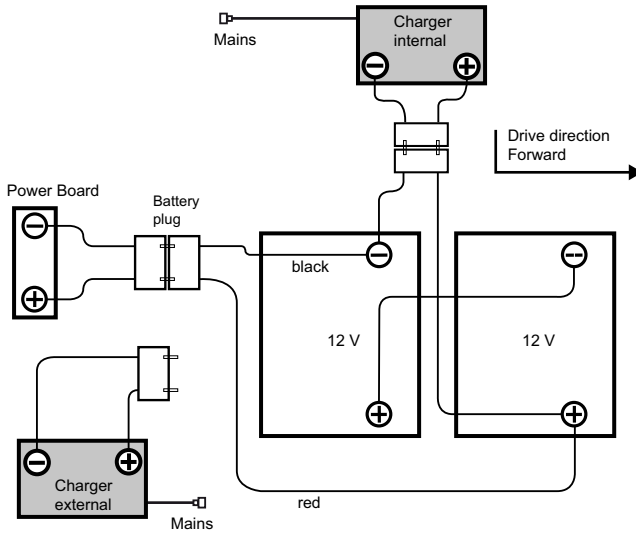 Charger
internal
Mains
Drive direction
Forward
Power Board
Battery
plug
black
12 V
12 V
Charger
external
red
Mains